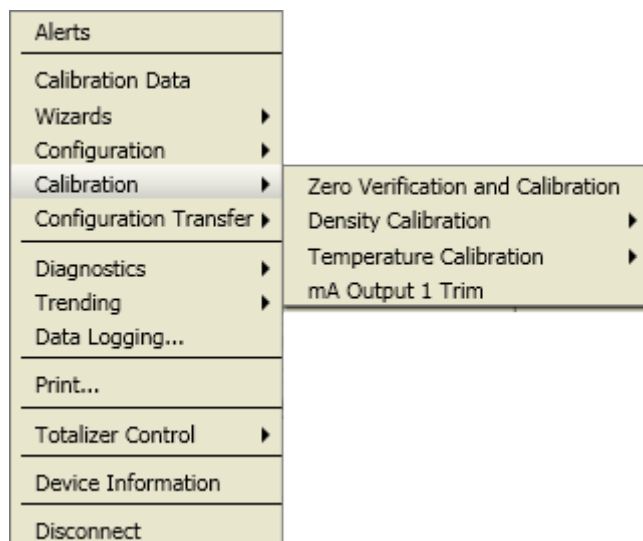 Alerts
Calibration Data
Wizards
Configuration
Calibration
Configuration Transfer
Diagnostics
Trending
Data Logging...
Print...
Totalizer Control
Device Information
Disconnect
Zero Verification and Calibration
Density Calibration
Temperature Calibration
mA Output 1 Trim